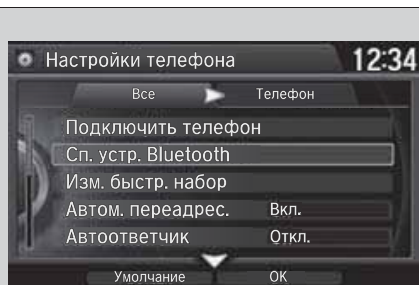 Настройки телефона 12:34
Все Телефон
Подключить телефон
Сп. устр. Bluetooth
Изм. быстр. набор
Автом. переадрес. Вкл.
Автоответчик Откл.
Умолчание ОК